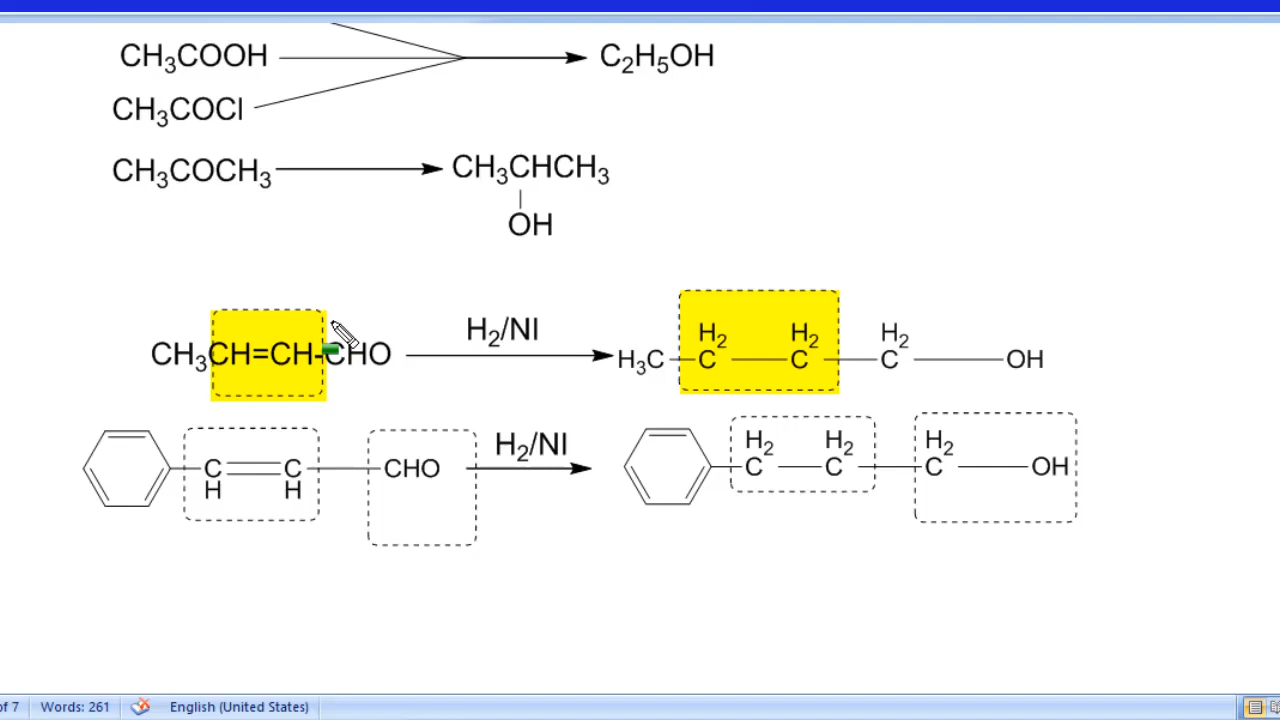 CH3COOH C2H5OH
CH3COCl
CH3COCH3 CH3CHCH3
OH
H2/NI H2 H2 H2
CH3CH=CH-CHO H3C C C C OH
H2/NI H2 H2 H2
C C CHO C C C OH
H H
of 7 Words: 261 English (United States)